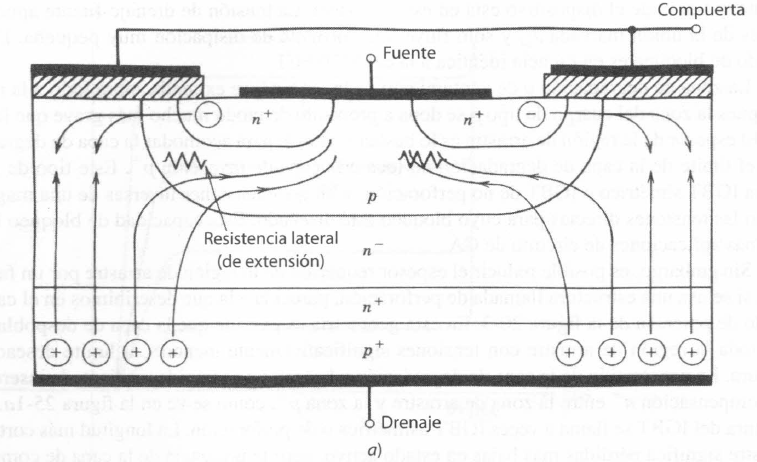 Compuerta
Fuente
n⁺ n⁺
p
Resistencia lateral
(de extensión)
n⁻
n⁺
p⁺
+ + + + + + + +
Drenaje
a)